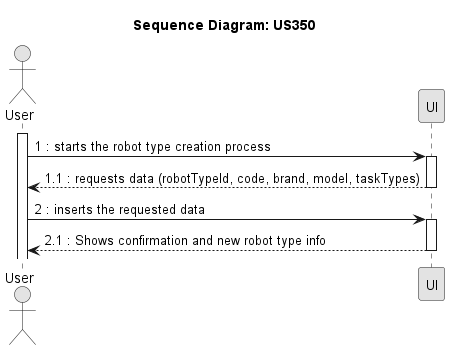 Sequence Diagram: US350
User
UI
1 : starts the robot type creation process
1.1 : requests data (robotTypeId, code, brand, model, taskTypes)
2 : inserts the requested data
2.1 : Shows confirmation and new robot type info
User
UI